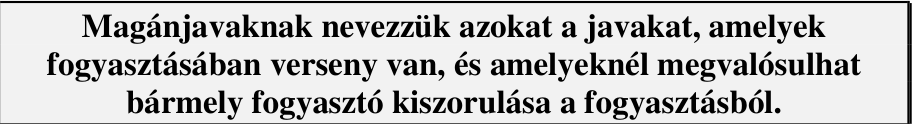 Magánjavaknak nevezzük azokat a javakat, amelyek
fogyasztásában verseny van, és amelyeknél megvalósulhat
bármely fogyasztó kiszorulása a fogyasztásból.